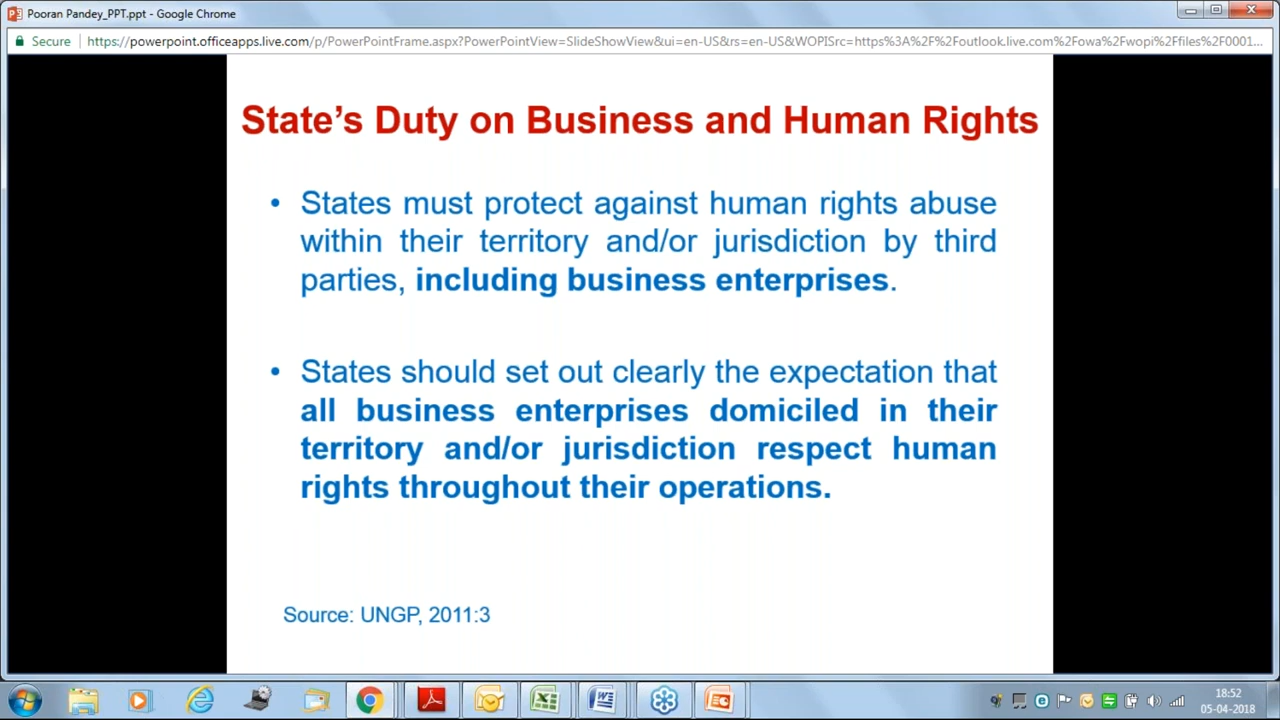 Pooran Pandey_PPT.ppt - Google Chrome
Secure https://powerpoint.officeapps.live.com/p/PowerPointFrame.aspx?PowerPointView=SlideShowView&ui=en-US&rs=en-US&WOPISrc=https%3A%2F%2Foutlook.live.com%2Fowa%2Fwopi%2Ffiles%2F0001...
State’s Duty on Business and Human Rights
• States must protect against human rights abuse
within their territory and/or jurisdiction by third
parties, including business enterprises.
• States should set out clearly the expectation that
all business enterprises domiciled in their
territory and/or jurisdiction respect human
rights throughout their operations.
Source: UNGP, 2011:3
18:52
05-04-2018